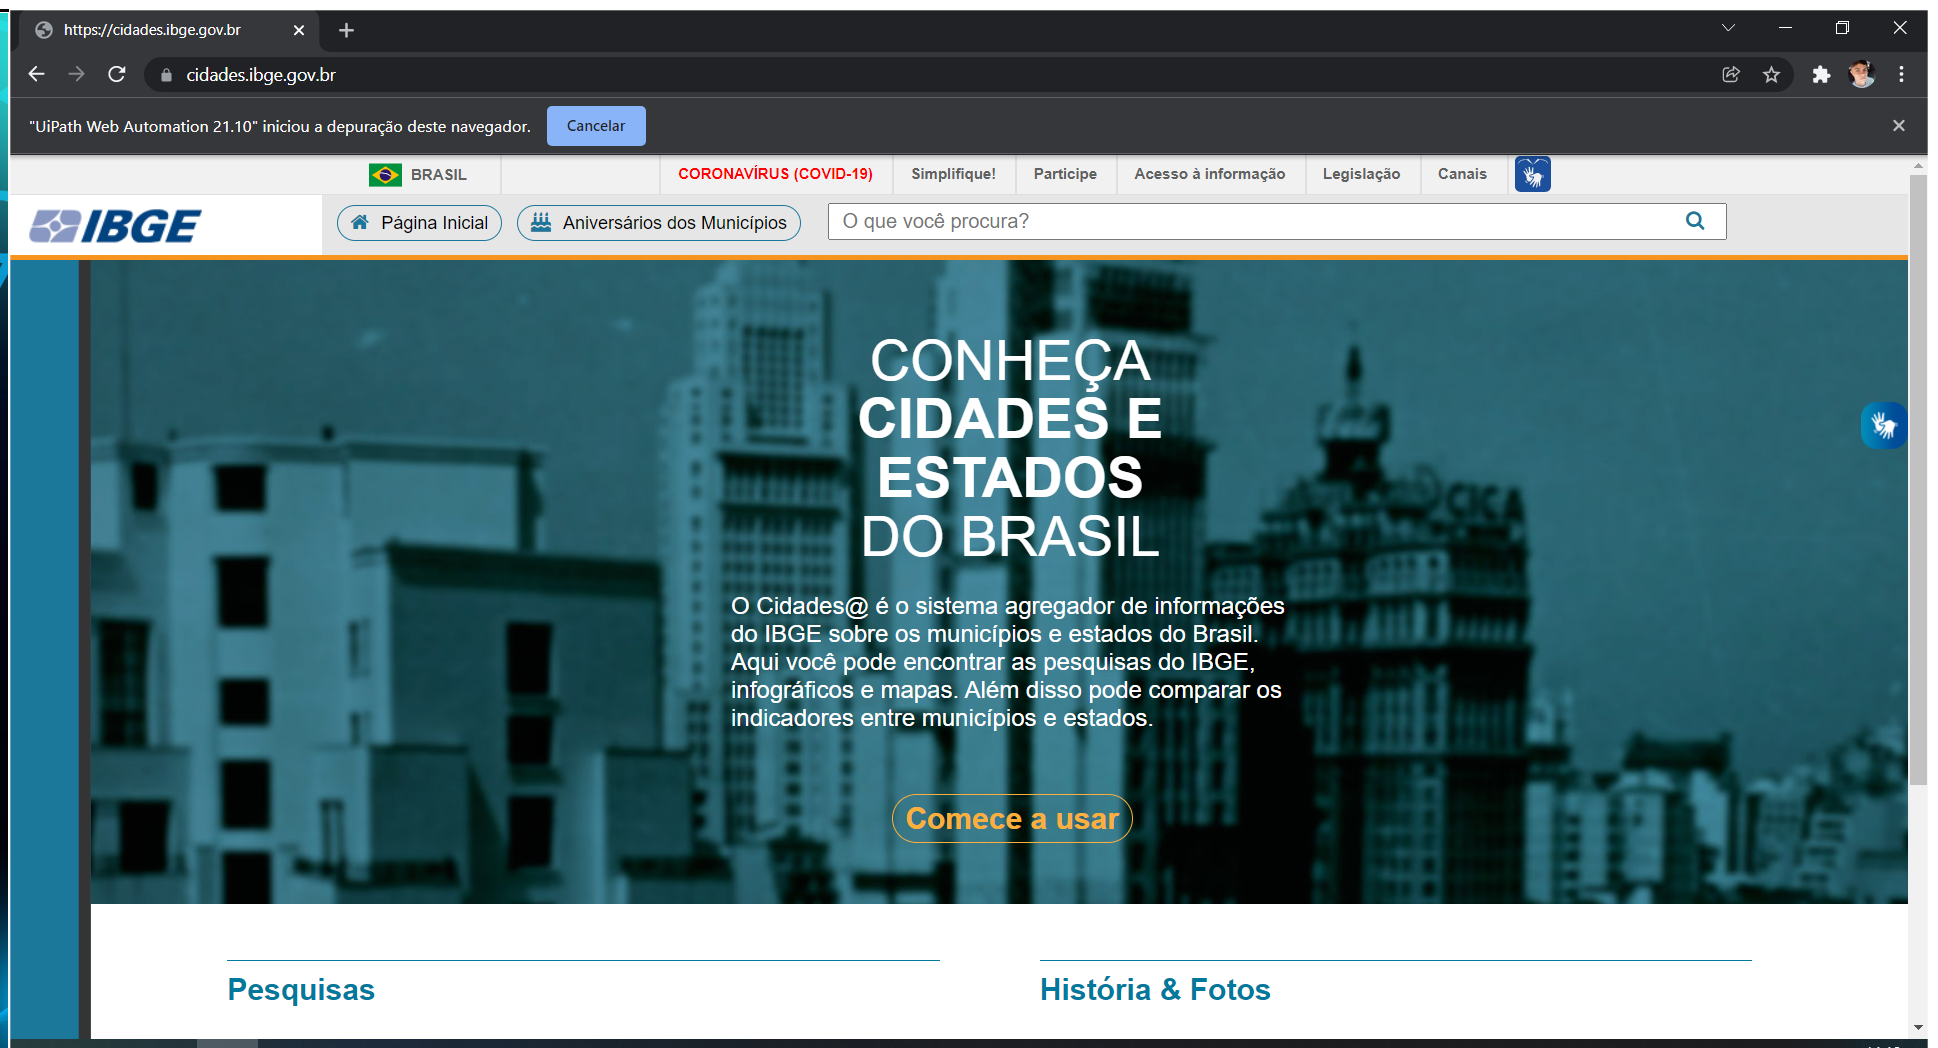 https://cidades.ibge.gov.br
cidades.ibge.gov.br
"UiPath Web Automation 21.10" iniciou a depuração deste navegador.
Cancelar
BRASIL
CORONAVÍRUS (COVID-19)
Simplifique!
Participe
Acesso à informação
Legislação
Canais
IBGE
Página Inicial
Aniversários dos Municípios
O que você procura?
CONHEÇA
CIDADES E
ESTADOS
DO BRASIL
CICA
O Cidades@ é o sistema agregador de informações
do IBGE sobre os municípios e estados do Brasil.
Aqui você pode encontrar as pesquisas do IBGE,
infográficos e mapas. Além disso pode comparar os
indicadores entre municípios e estados.
Comece a usar
Pesquisas
História & Fotos